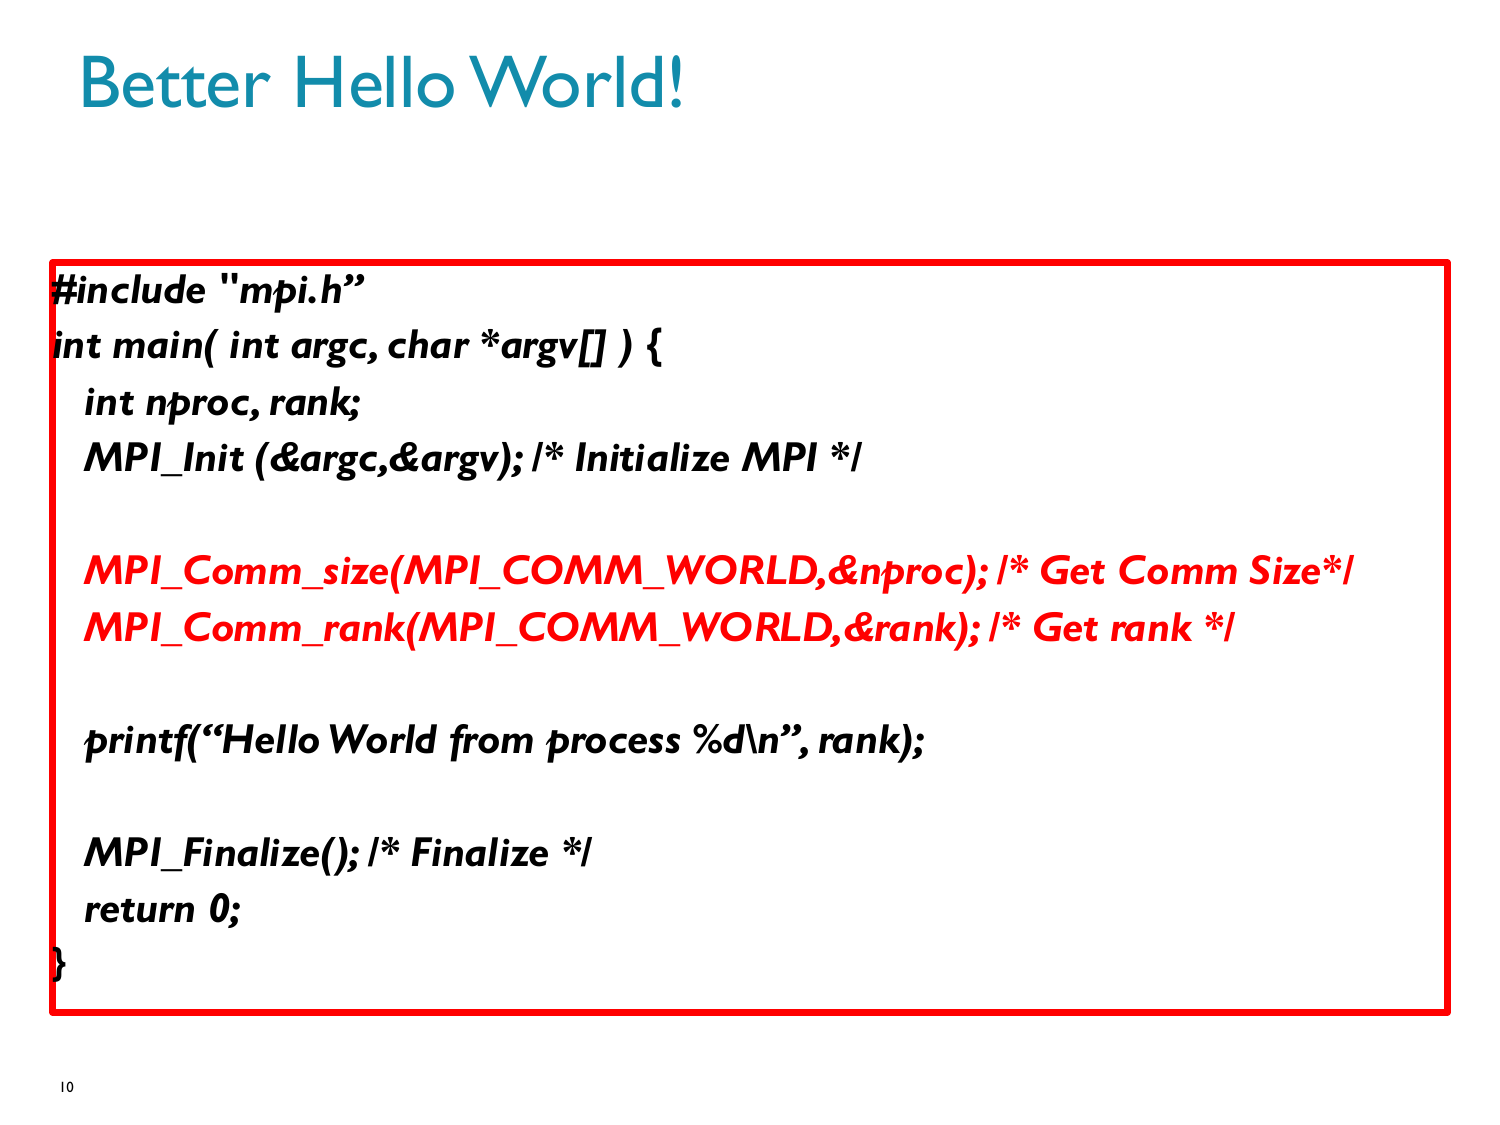 Better Hello World!
#include "mpi.h”
int main( int argc, char *argv[] ) {
int nproc, rank;
MPI_Init (&argc,&argv); /* Initialize MPI */
MPI_Comm_size(MPI_COMM_WORLD,&nproc); /* Get Comm Size*/
MPI_Comm_rank(MPI_COMM_WORLD,&rank); /* Get rank */
printf(“Hello World from process %d\n”, rank);
MPI_Finalize(); /* Finalize */
return 0;
}
10